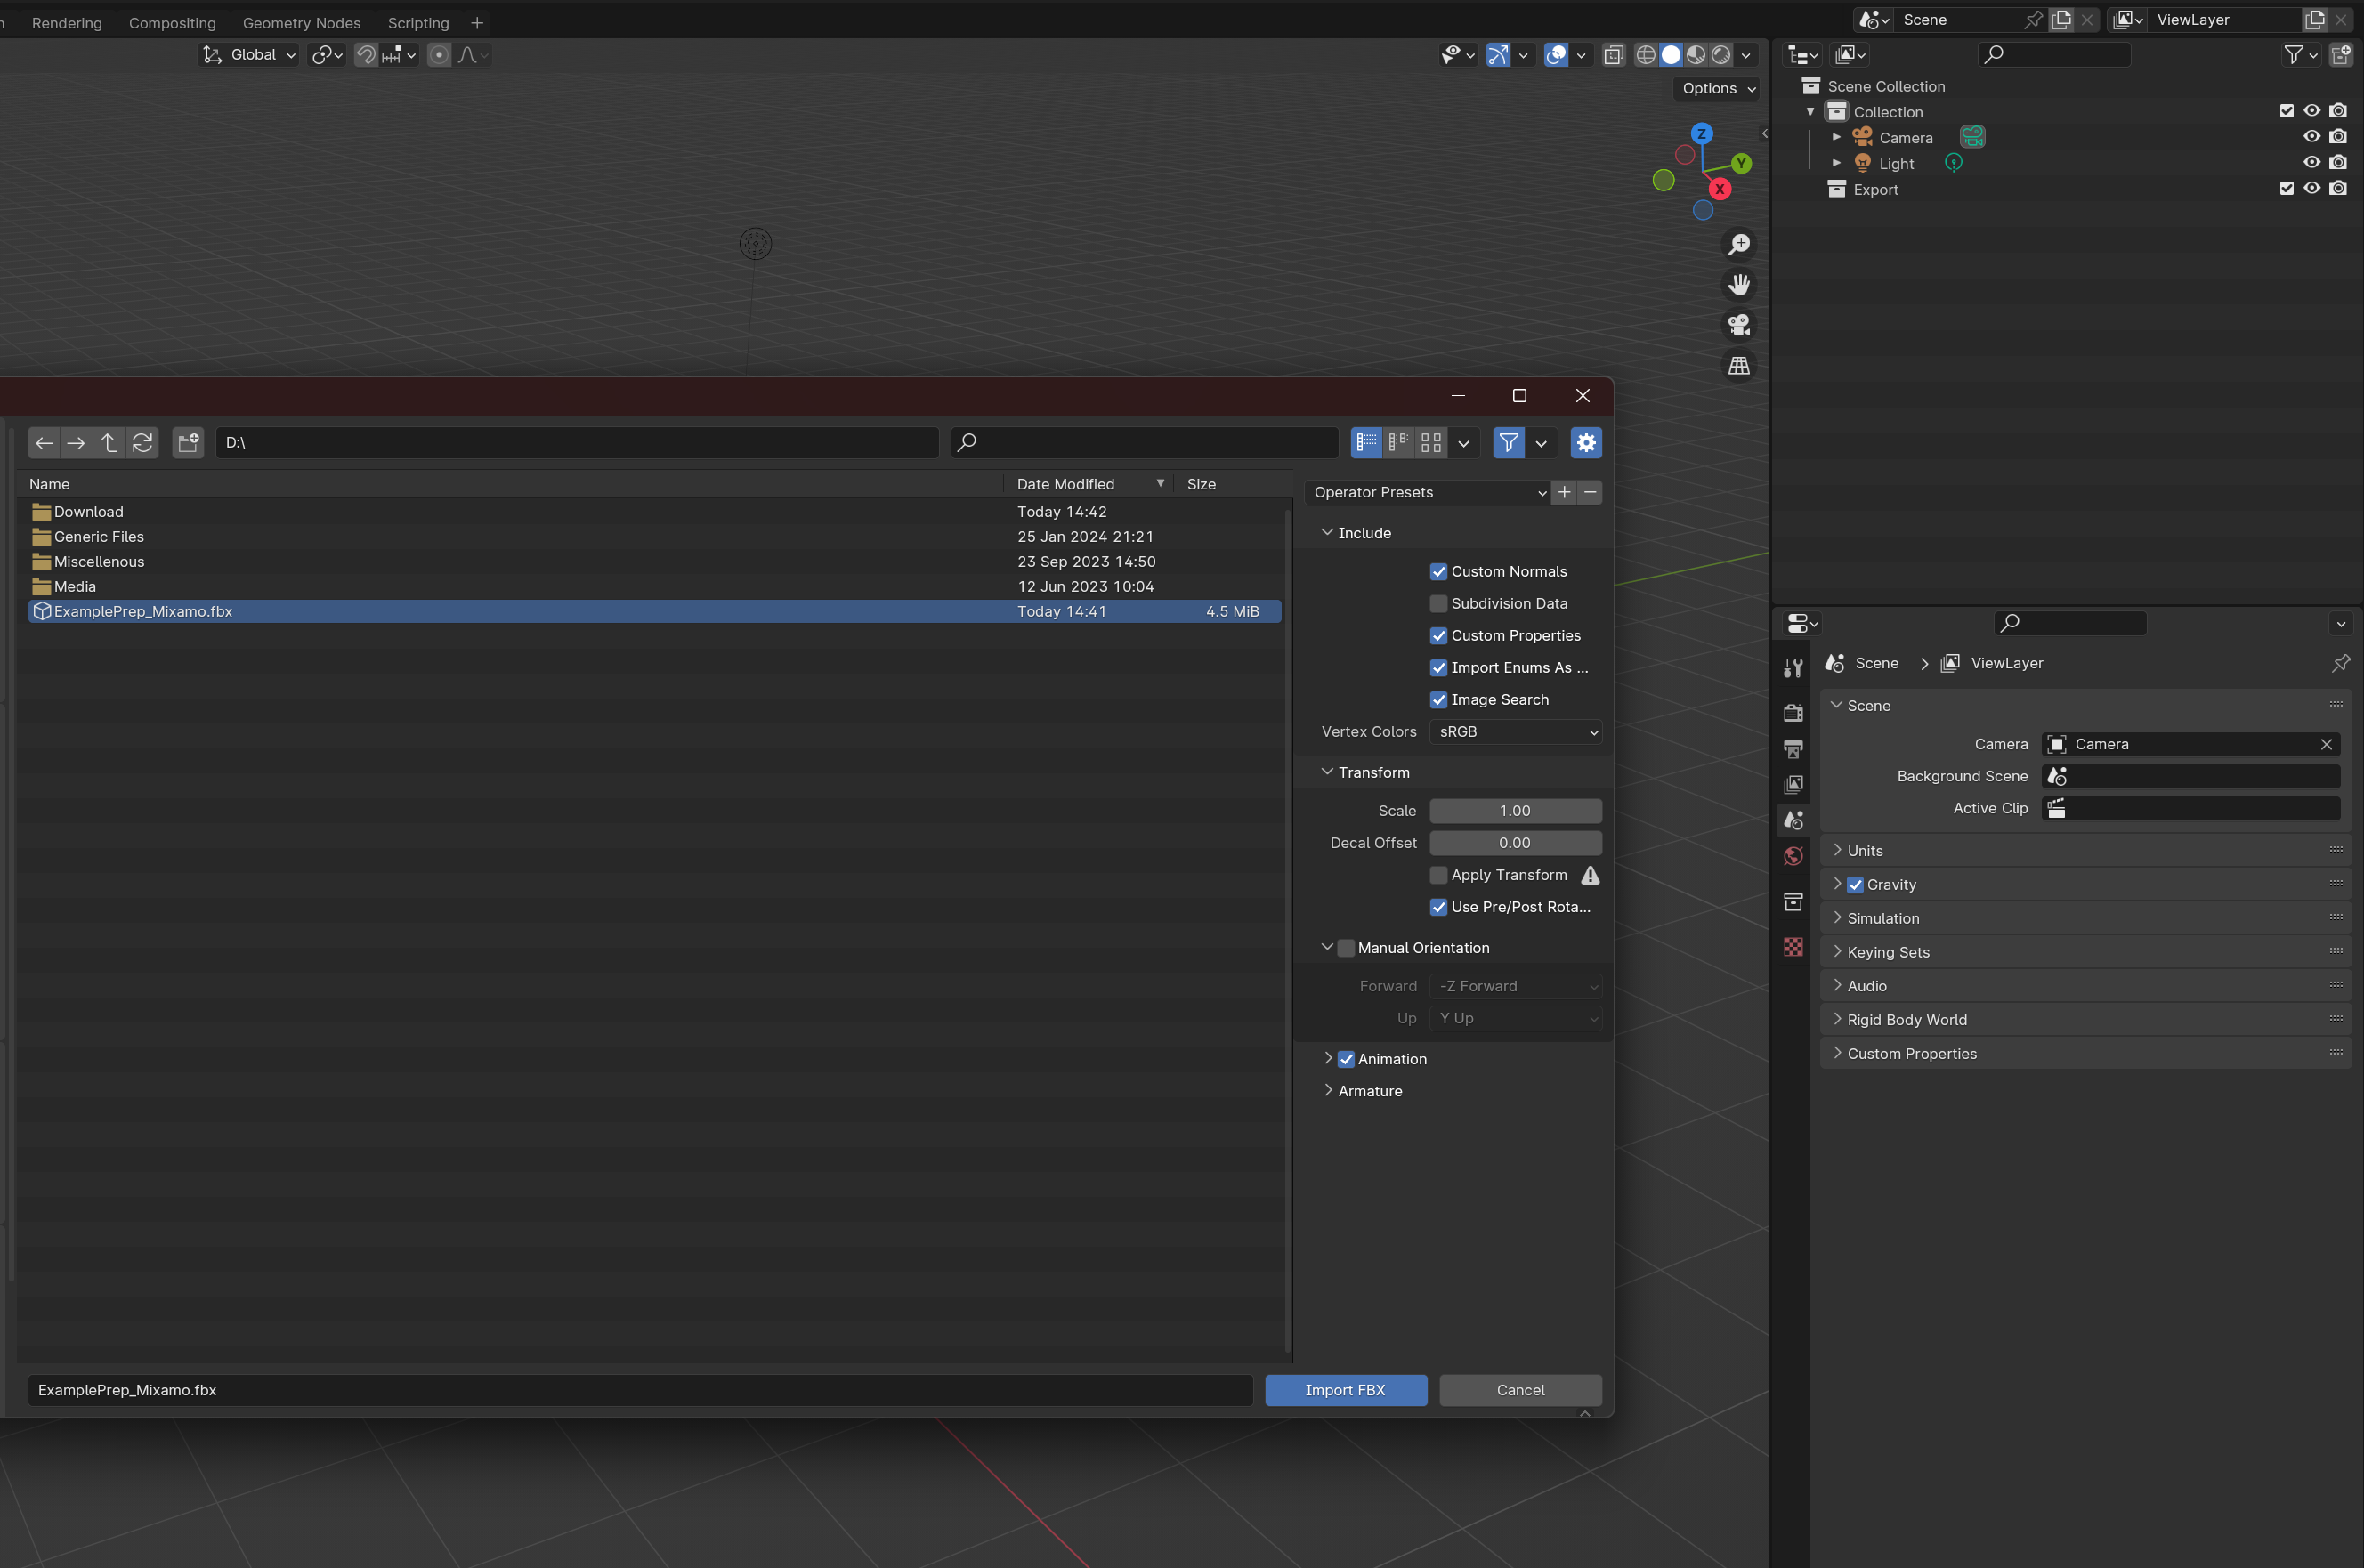 Rendering Compositing Geometry Nodes Scripting +
Scene
ViewLayer
Global
Options
Z
Y
X
Scene Collection
Collection
Camera
Light
Export
D:\
Name Date Modified Size
Download Today 14:42
Generic Files 25 Jan 2024 21:21
Miscellenous 23 Sep 2023 14:50
Media 12 Jun 2023 10:04
ExamplePrep_Mixamo.fbx Today 14:41 4.5 MiB
Operator Presets
Include
Custom Normals
Subdivision Data
Custom Properties
Import Enums As ...
Image Search
Vertex Colors sRGB
Transform
Scale 1.00
Decal Offset 0.00
Apply Transform
Use Pre/Post Rota...
Manual Orientation
Forward -Z Forward
Up Y Up
Animation
Armature
ExamplePrep_Mixamo.fbx
Import FBX
Cancel
Scene ViewLayer
Scene
Camera Camera
Background Scene
Active Clip
Units
Gravity
Simulation
Keying Sets
Audio
Rigid Body World
Custom Properties